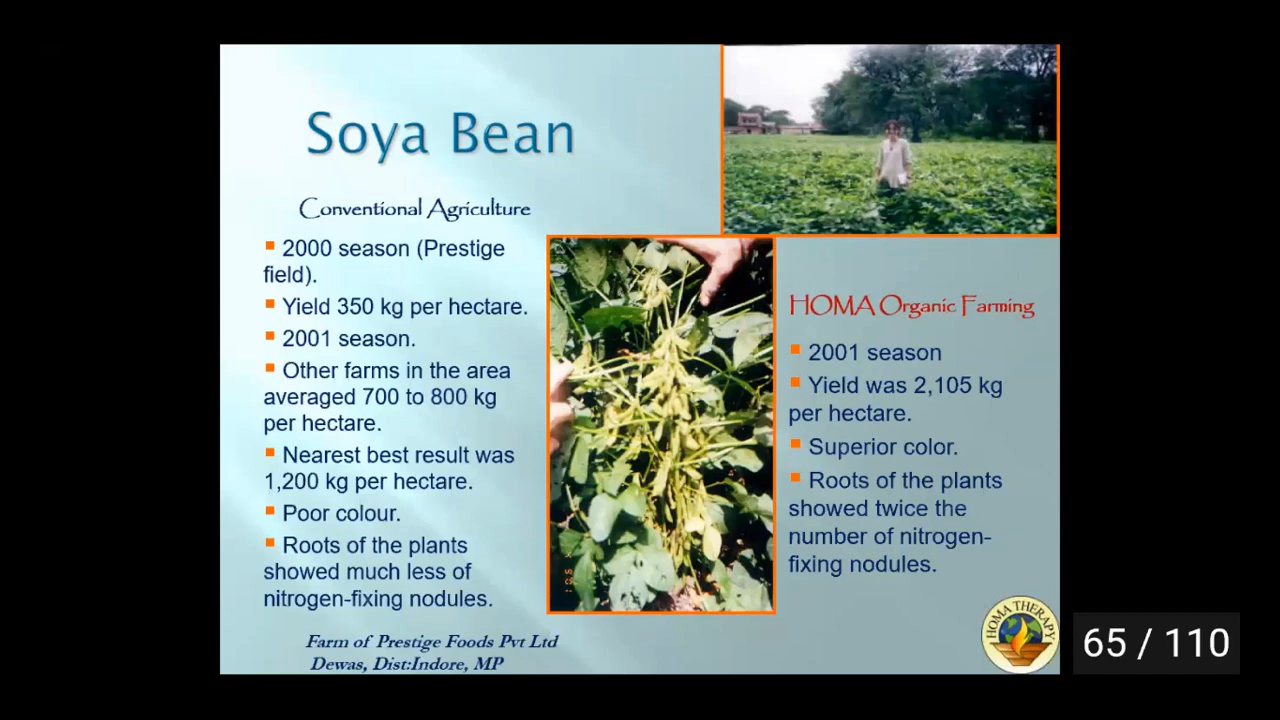 Soya Bean
Conventional Agriculture
2000 season (Prestige
field).
Yield 350 kg per hectare.
2001 season.
Other farms in the area
averaged 700 to 800 kg
per hectare.
Nearest best result was
1,200 kg per hectare.
Poor colour.
Roots of the plants
showed much less of
nitrogen-fixing nodules.
Farm of Prestige Foods Pvt Ltd
Dewas, Dist:Indore, MP
HOMA Organic Farming
2001 season
Yield was 2,105 kg
per hectare.
Superior color.
Roots of the plants
showed twice the
number of nitrogen-
fixing nodules.
HOMA THERAPY
65 / 110